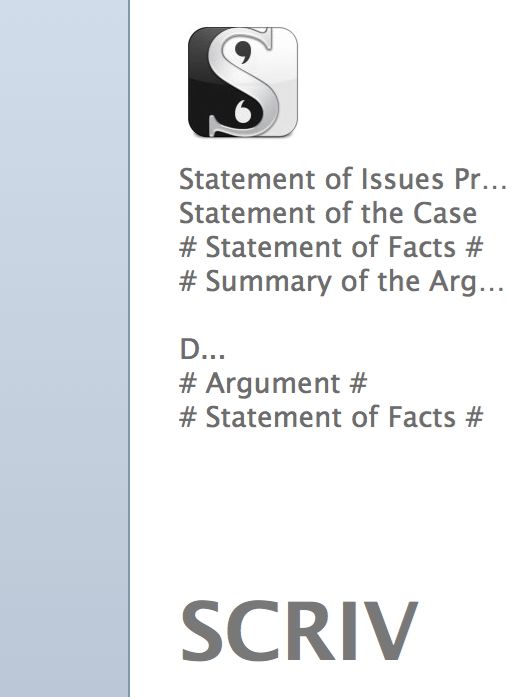 Statement of Issues Pr...
Statement of the Case
# Statement of Facts #
# Summary of the Arg...
D...
# Argument #
# Statement of Facts #
SCRIV